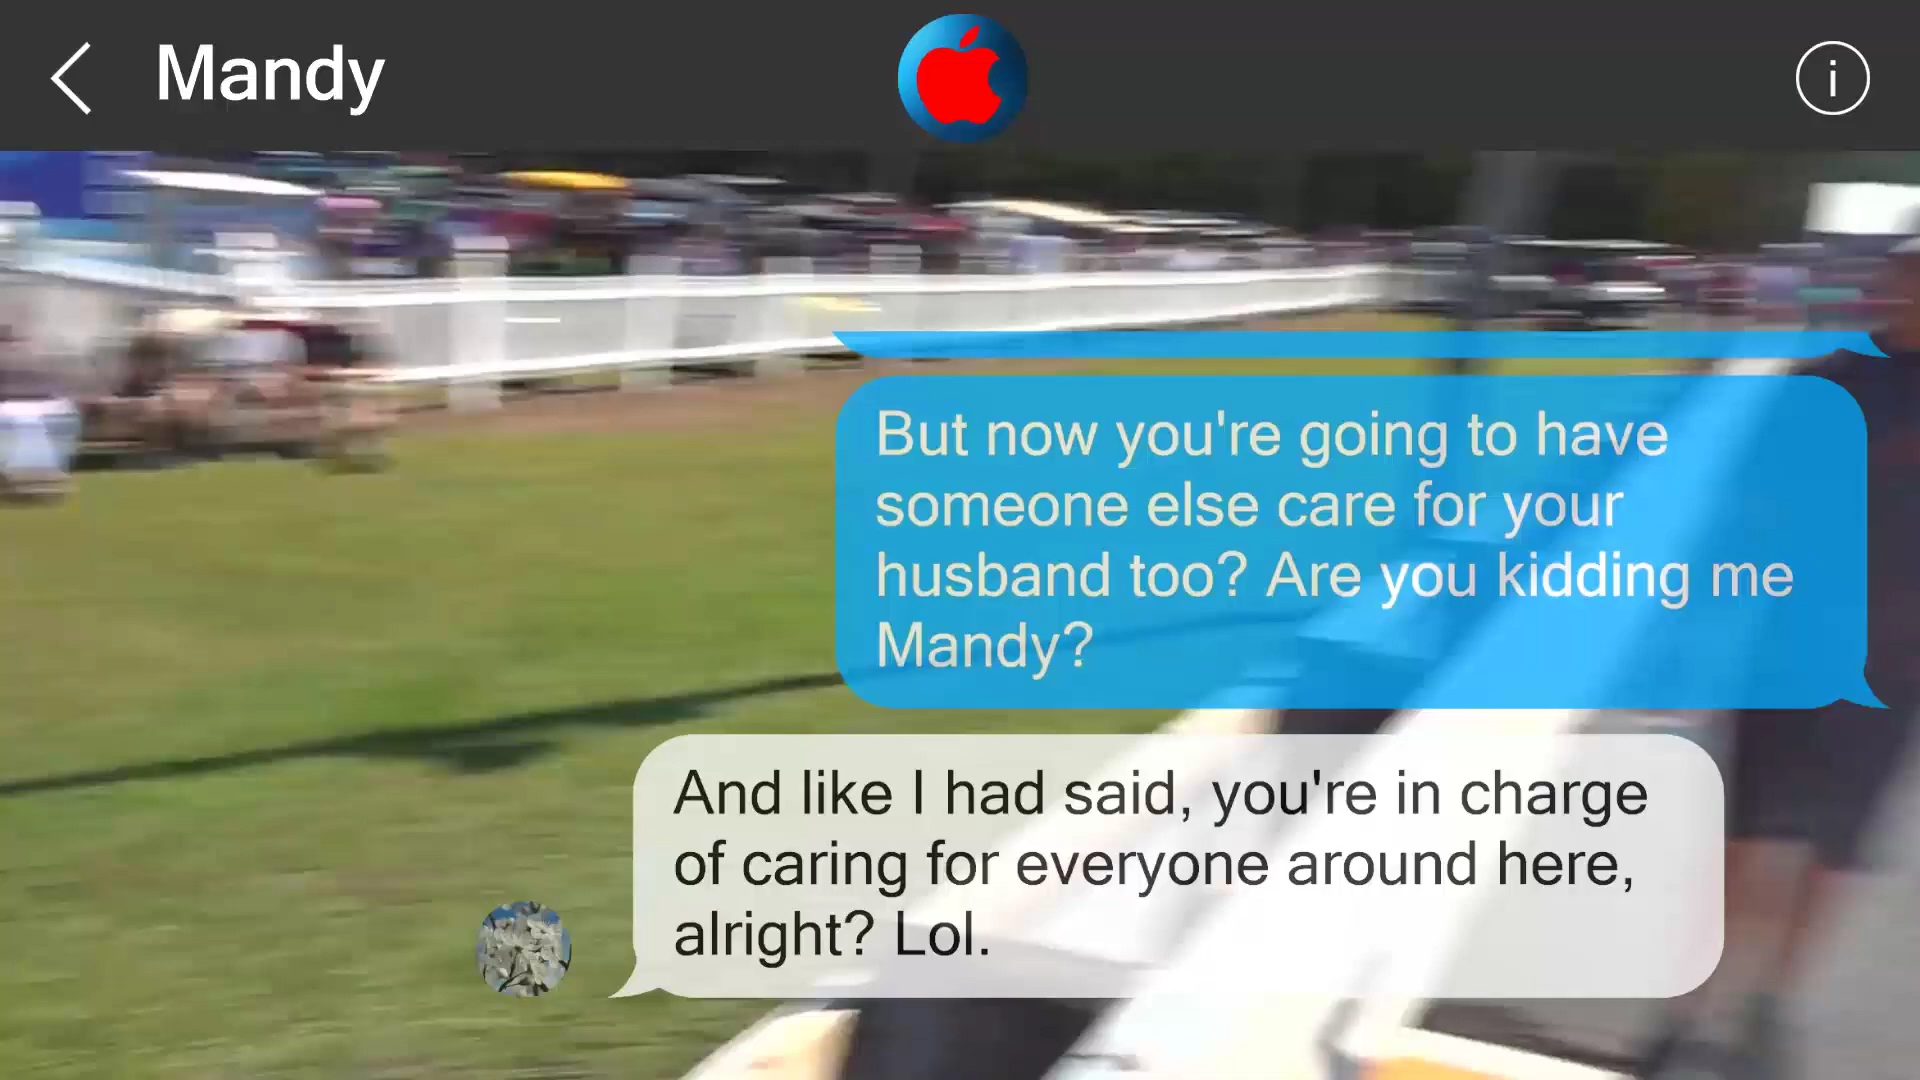 Mandy
i
But now you're going to have
someone else care for your
husband too? Are you kidding me
Mandy?
And like I had said, you're in charge
of caring for everyone around here,
alright? Lol.